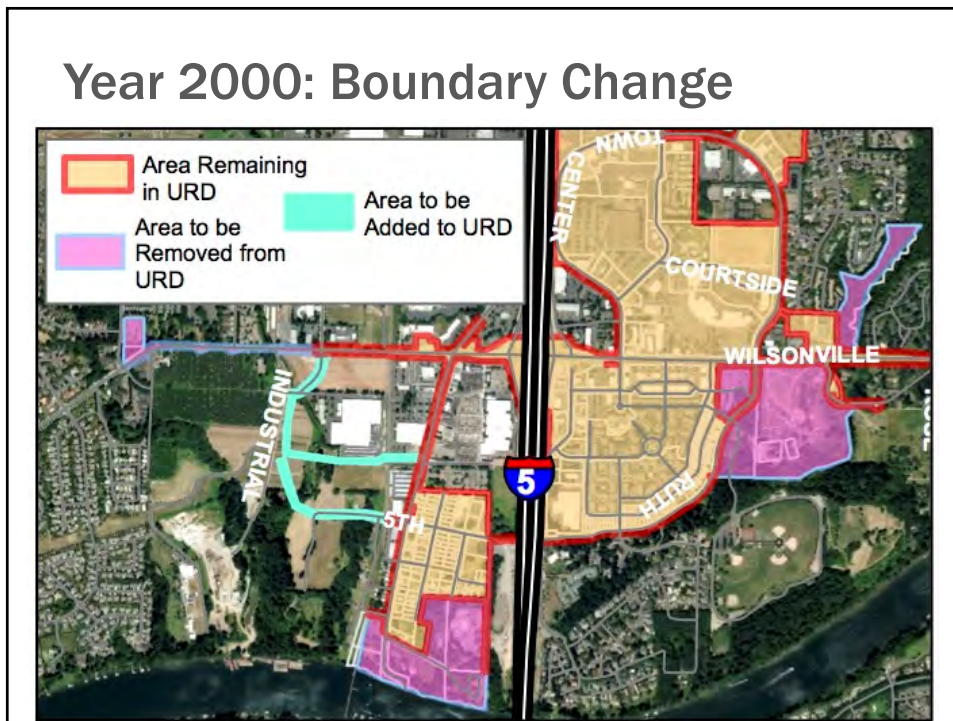 Year 2000: Boundary Change
Area Remaining
in URD
Area to be
Removed from
URD
Area to be
Added to URD
TOWN
CENTER
COURTSIDE
WILSONVILLE
INDUSTRIAL
5
RUTH
5TH